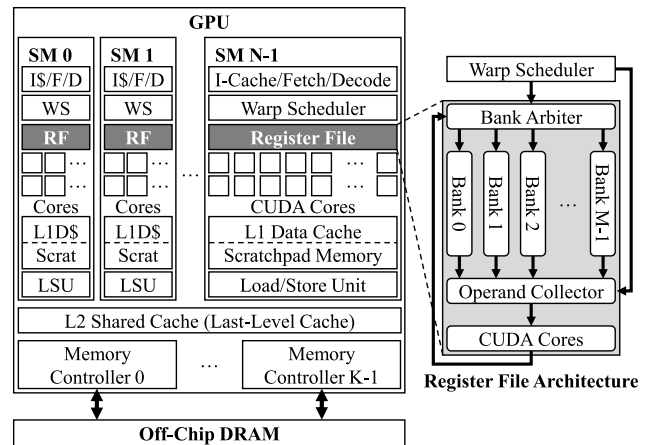 GPU
SM 0
I$/F/D
WS
RF
Cores
L1D$
Scrat
LSU
SM 1
I$/F/D
WS
RF
Cores
L1D$
Scrat
LSU
...
SM N-1
I-Cache/Fetch/Decode
Warp Scheduler
Register File
CUDA Cores
L1 Data Cache
Scratchpad Memory
Load/Store Unit
L2 Shared Cache (Last-Level Cache)
Memory
Controller 0
...
Memory
Controller K-1
Off-Chip DRAM
Warp Scheduler
Bank Arbiter
Bank 0
Bank 1
Bank 2
...
Bank M-1
Operand Collector
CUDA Cores
Register File Architecture